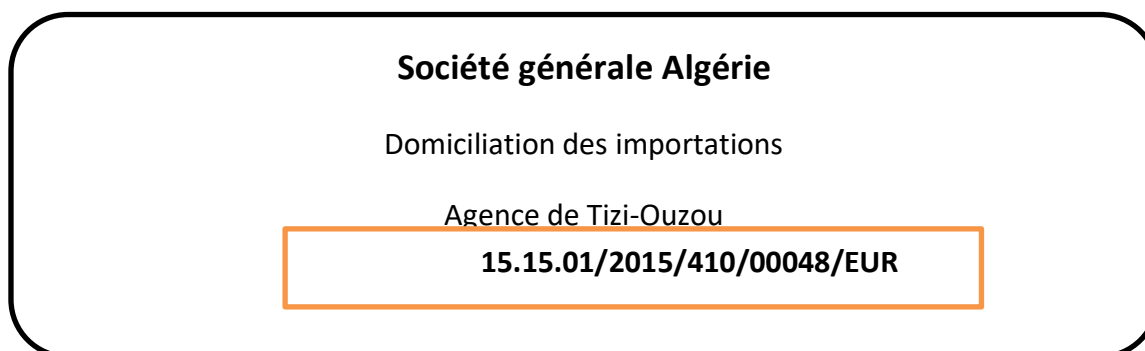 Société générale Algérie
Domiciliation des importations
Agence de Tizi-Ouzou
15.15.01/2015/410/00048/EUR